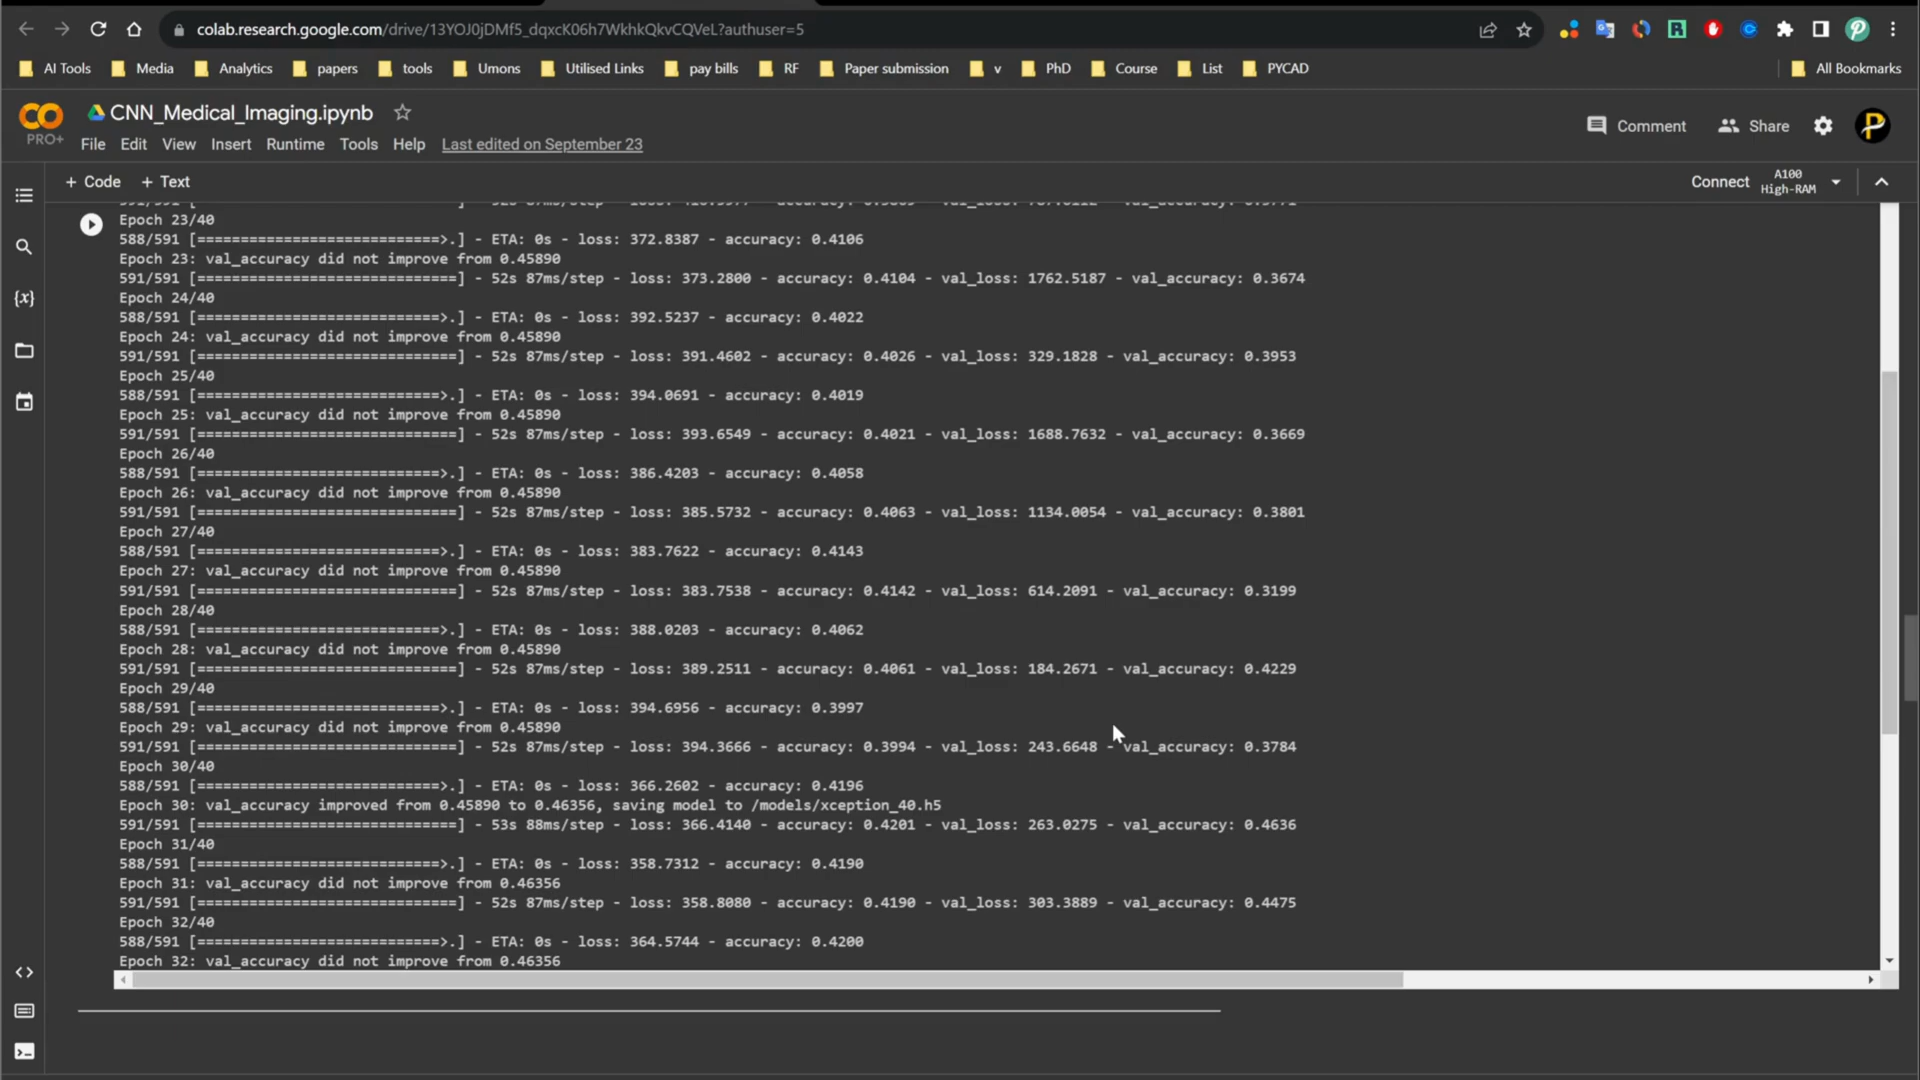 colab.research.google.com/drive/13YOJ0jDMf5_dqxcK06h7WkhkQkvCQVeL?authuser=5
AI Tools Media Analytics papers tools Umons Utilised Links pay bills RF Paper submission v PhD Course List PYCAD All Bookmarks
CO PRO+
CNN_Medical_Imaging.ipynb
File Edit View Insert Runtime Tools Help Last edited on September 23
Comment Share
+ Code + Text
Connect A100 High-RAM
Epoch 23/40
588/591 [============================>.] - ETA: 0s - loss: 372.8387 - accuracy: 0.4106
Epoch 23: val_accuracy did not improve from 0.45890
591/591 [==============================] - 52s 87ms/step - loss: 373.2800 - accuracy: 0.4104 - val_loss: 1762.5187 - val_accuracy: 0.3674
Epoch 24/40
588/591 [============================>.] - ETA: 0s - loss: 392.5237 - accuracy: 0.4022
Epoch 24: val_accuracy did not improve from 0.45890
591/591 [==============================] - 52s 87ms/step - loss: 391.4602 - accuracy: 0.4026 - val_loss: 329.1828 - val_accuracy: 0.3953
Epoch 25/40
588/591 [============================>.] - ETA: 0s - loss: 394.0691 - accuracy: 0.4019
Epoch 25: val_accuracy did not improve from 0.45890
591/591 [==============================] - 52s 87ms/step - loss: 393.6549 - accuracy: 0.4021 - val_loss: 1688.7632 - val_accuracy: 0.3669
Epoch 26/40
588/591 [============================>.] - ETA: 0s - loss: 386.4203 - accuracy: 0.4058
Epoch 26: val_accuracy did not improve from 0.45890
591/591 [==============================] - 52s 87ms/step - loss: 385.5732 - accuracy: 0.4063 - val_loss: 1134.0054 - val_accuracy: 0.3801
Epoch 27/40
588/591 [============================>.] - ETA: 0s - loss: 383.7622 - accuracy: 0.4143
Epoch 27: val_accuracy did not improve from 0.45890
591/591 [==============================] - 52s 87ms/step - loss: 383.7538 - accuracy: 0.4142 - val_loss: 614.2091 - val_accuracy: 0.3199
Epoch 28/40
588/591 [============================>.] - ETA: 0s - loss: 388.0203 - accuracy: 0.4062
Epoch 28: val_accuracy did not improve from 0.45890
591/591 [==============================] - 52s 87ms/step - loss: 389.2511 - accuracy: 0.4061 - val_loss: 184.2671 - val_accuracy: 0.4229
Epoch 29/40
588/591 [============================>.] - ETA: 0s - loss: 394.6956 - accuracy: 0.3997
Epoch 29: val_accuracy did not improve from 0.45890
591/591 [==============================] - 52s 87ms/step - loss: 394.3666 - accuracy: 0.3994 - val_loss: 243.6648 - val_accuracy: 0.3784
Epoch 30/40
588/591 [============================>.] - ETA: 0s - loss: 366.2602 - accuracy: 0.4196
Epoch 30: val_accuracy improved from 0.45890 to 0.46356, saving model to /models/xception_40.h5
591/591 [==============================] - 53s 88ms/step - loss: 366.4140 - accuracy: 0.4201 - val_loss: 263.0275 - val_accuracy: 0.4636
Epoch 31/40
588/591 [============================>.] - ETA: 0s - loss: 358.7312 - accuracy: 0.4190
Epoch 31: val_accuracy did not improve from 0.46356
591/591 [==============================] - 52s 87ms/step - loss: 358.8080 - accuracy: 0.4190 - val_loss: 303.3889 - val_accuracy: 0.4475
Epoch 32/40
588/591 [============================>.] - ETA: 0s - loss: 364.5744 - accuracy: 0.4200
Epoch 32: val_accuracy did not improve from 0.46356